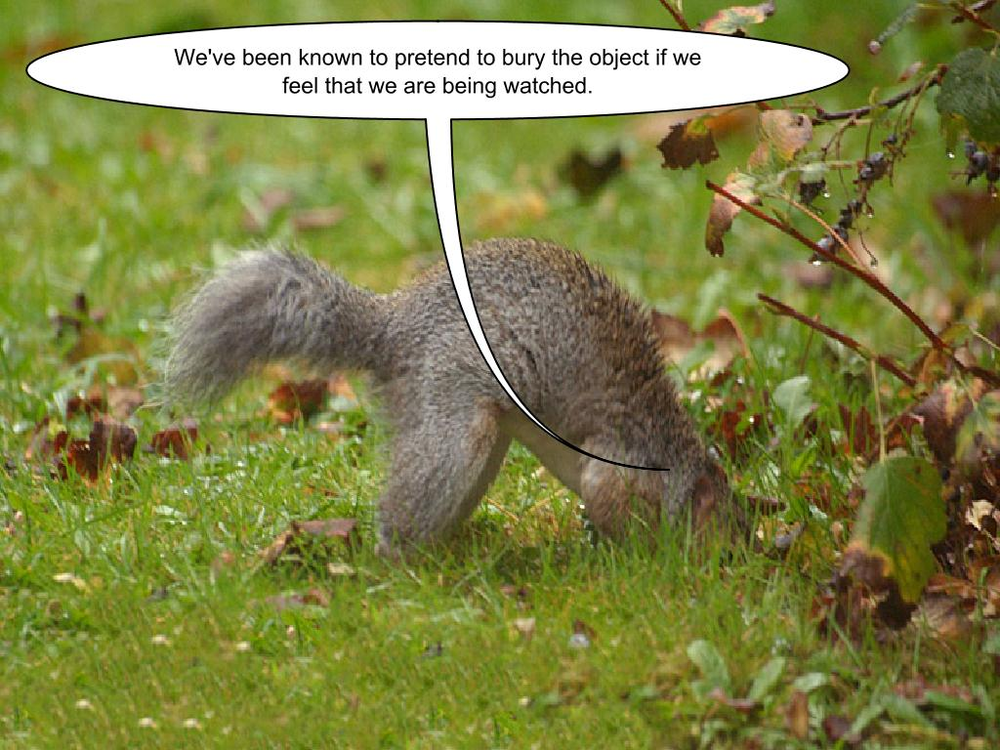 We've been known to pretend to bury the object if we
feel that we are being watched.